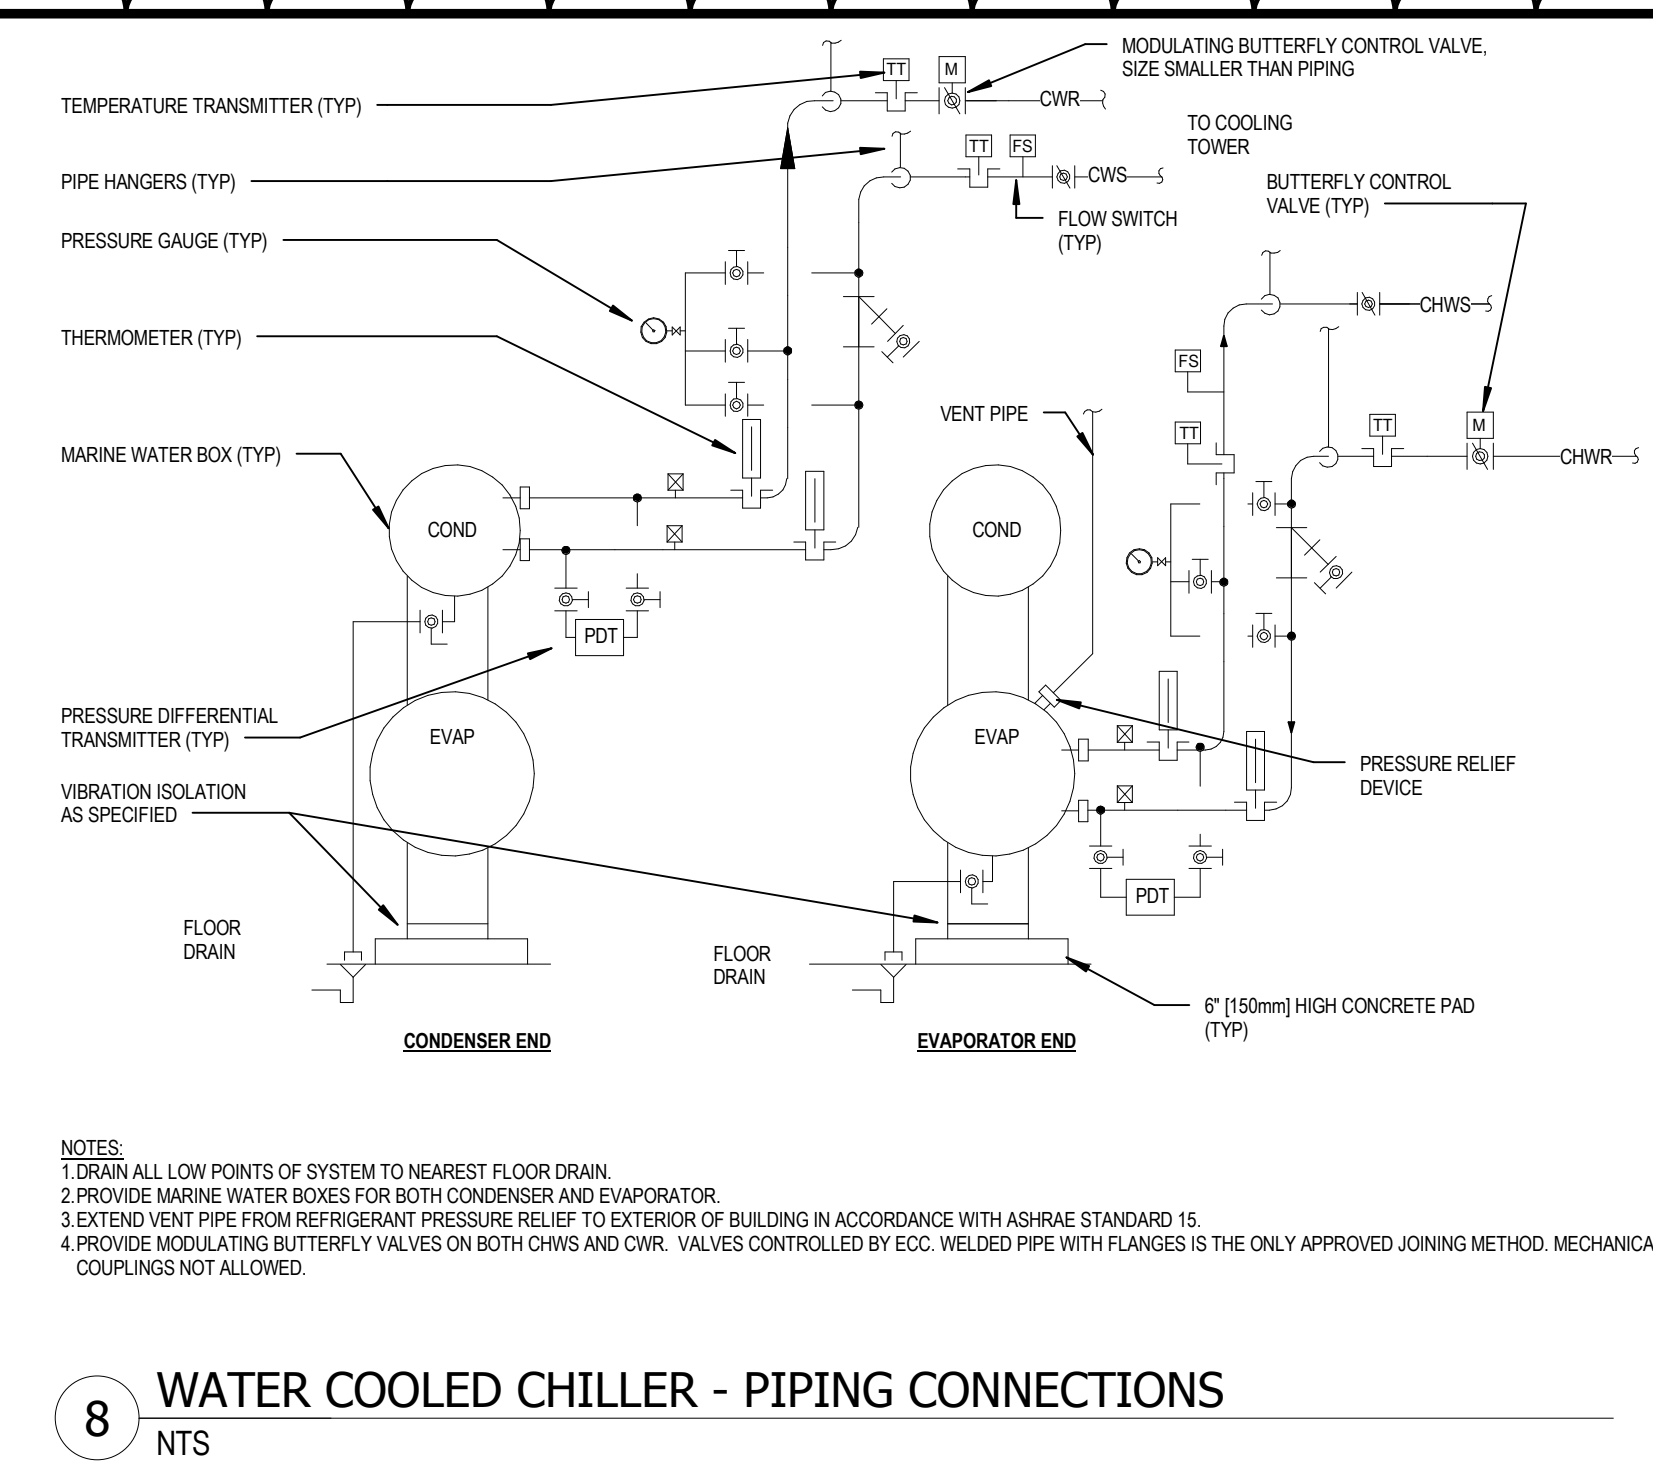 MODULATING BUTTERFLY CONTROL VALVE,
SIZE SMALLER THAN PIPING
TT
M
CWR
TEMPERATURE TRANSMITTER (TYP)
TO COOLING
TOWER
TT
FS
CWS
PIPE HANGERS (TYP)
BUTTERFLY CONTROL
VALVE (TYP)
FLOW SWITCH
(TYP)
PRESSURE GAUGE (TYP)
CHWS
THERMOMETER (TYP)
FS
VENT PIPE
TT
TT
M
CHWR
MARINE WATER BOX (TYP)
COND
COND
PDT
PRESSURE DIFFERENTIAL
TRANSMITTER (TYP)
EVAP
EVAP
PRESSURE RELIEF
DEVICE
VIBRATION ISOLATION
AS SPECIFIED
PDT
FLOOR
DRAIN
FLOOR
DRAIN
6" [150mm] HIGH CONCRETE PAD
(TYP)
CONDENSER END
EVAPORATOR END
NOTES:
1. DRAIN ALL LOW POINTS OF SYSTEM TO NEAREST FLOOR DRAIN.
2. PROVIDE MARINE WATER BOXES FOR BOTH CONDENSER AND EVAPORATOR.
3. EXTEND VENT PIPE FROM REFRIGERANT PRESSURE RELIEF TO EXTERIOR OF BUILDING IN ACCORDANCE WITH ASHRAE STANDARD 15.
4. PROVIDE MODULATING BUTTERFLY VALVES ON BOTH CHWS AND CWR. VALVES CONTROLLED BY ECC. WELDED PIPE WITH FLANGES IS THE ONLY APPROVED JOINING METHOD. MECHANICA
COUPLINGS NOT ALLOWED.
8 WATER COOLED CHILLER - PIPING CONNECTIONS
NTS